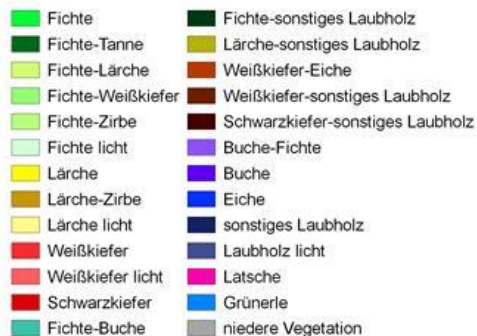 Fichte
Fichte-Tanne
Fichte-Lärche
Fichte-Weißkiefer
Fichte-Zirbe
Fichte licht
Lärche
Lärche-Zirbe
Lärche licht
Weißkiefer
Weißkiefer licht
Schwarzkiefer
Fichte-Buche
Fichte-sonstiges Laubholz
Lärche-sonstiges Laubholz
Weißkiefer-Eiche
Weißkiefer-sonstiges Laubholz
Schwarzkiefer-sonstiges Laubholz
Buche-Fichte
Buche
Eiche
sonstiges Laubholz
Laubholz licht
Latsche
Grünerle
niedere Vegetation